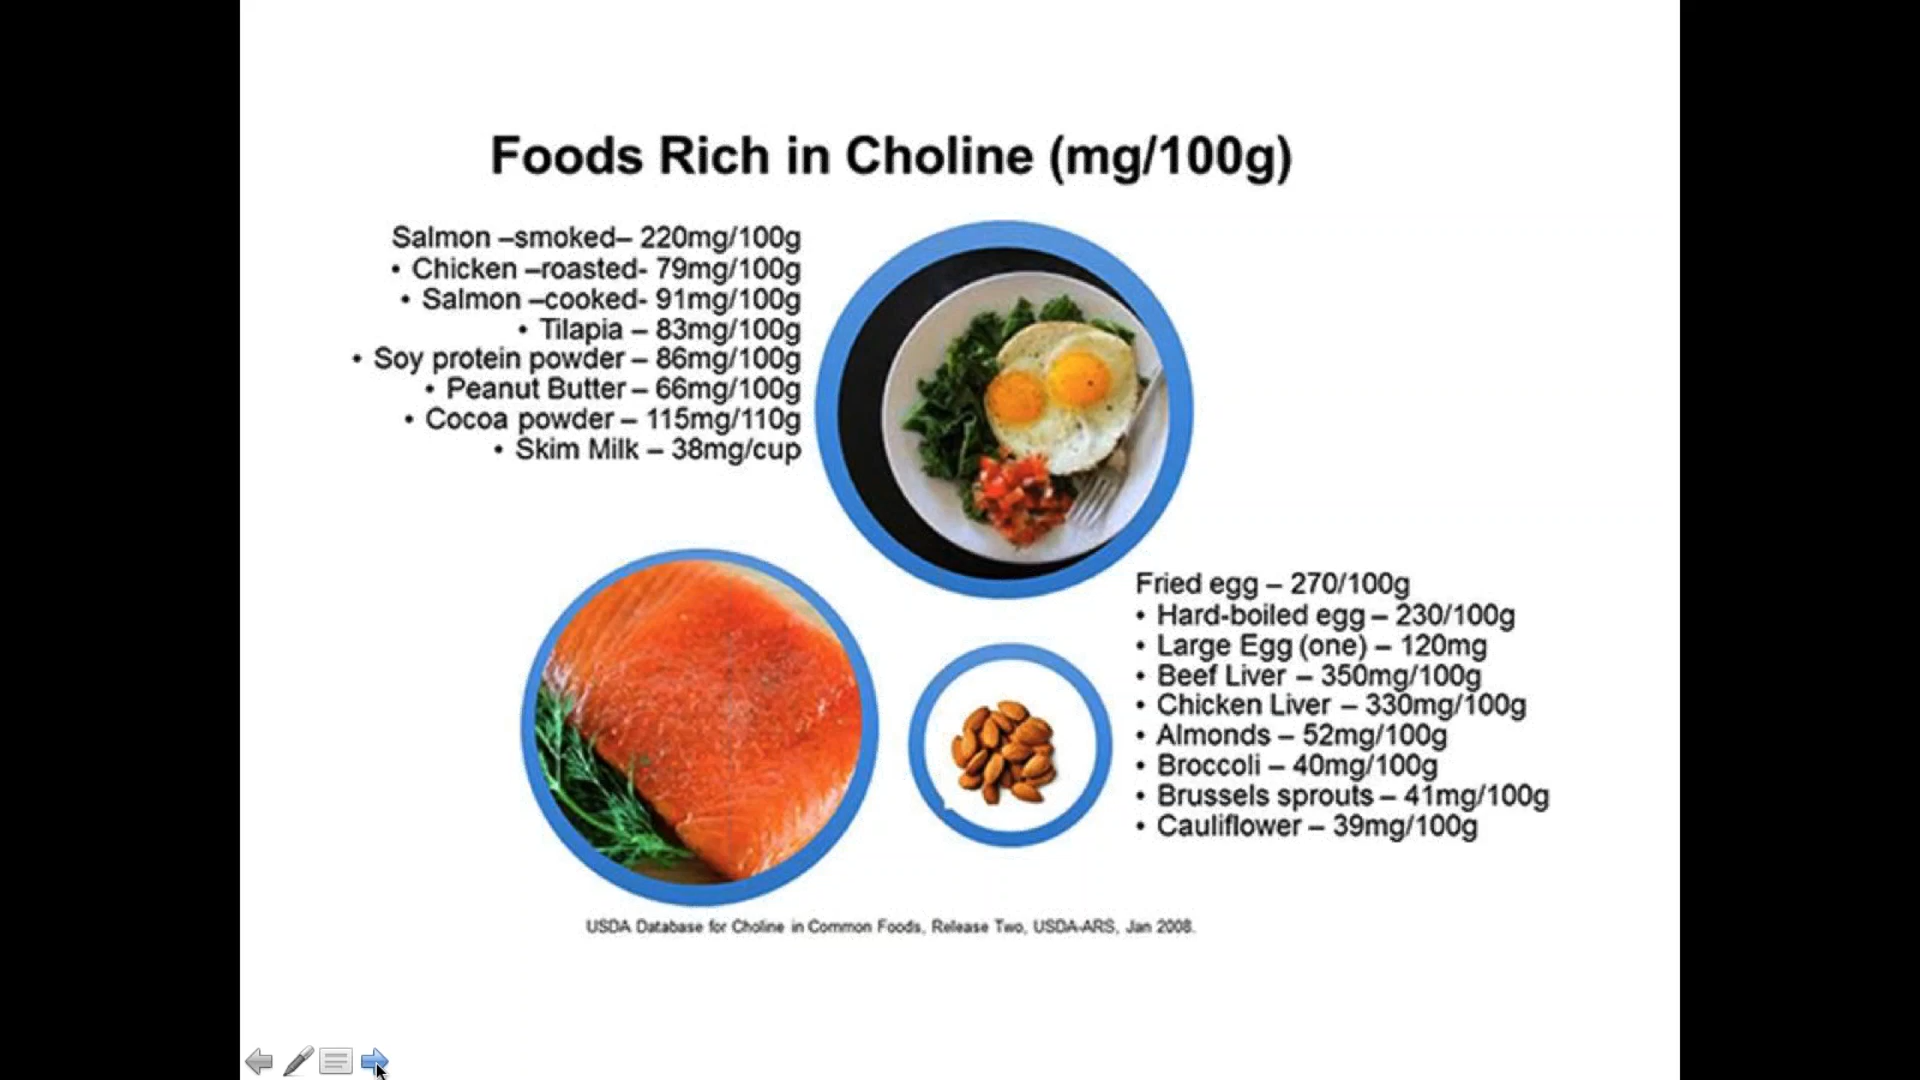 Foods Rich in Choline (mg/100g)
Salmon –smoked– 220mg/100g
• Chicken –roasted- 79mg/100g
• Salmon –cooked- 91mg/100g
• Tilapia – 83mg/100g
• Soy protein powder – 86mg/100g
• Peanut Butter – 66mg/100g
• Cocoa powder – 115mg/110g
• Skim Milk – 38mg/cup
Fried egg – 270/100g
• Hard-boiled egg – 230/100g
• Large Egg (one) – 120mg
• Beef Liver – 350mg/100g
• Chicken Liver – 330mg/100g
• Almonds – 52mg/100g
• Broccoli – 40mg/100g
• Brussels sprouts – 41mg/100g
• Cauliflower – 39mg/100g
USDA Database for Choline in Common Foods, Release Two, USDA-ARS, Jan 2008.